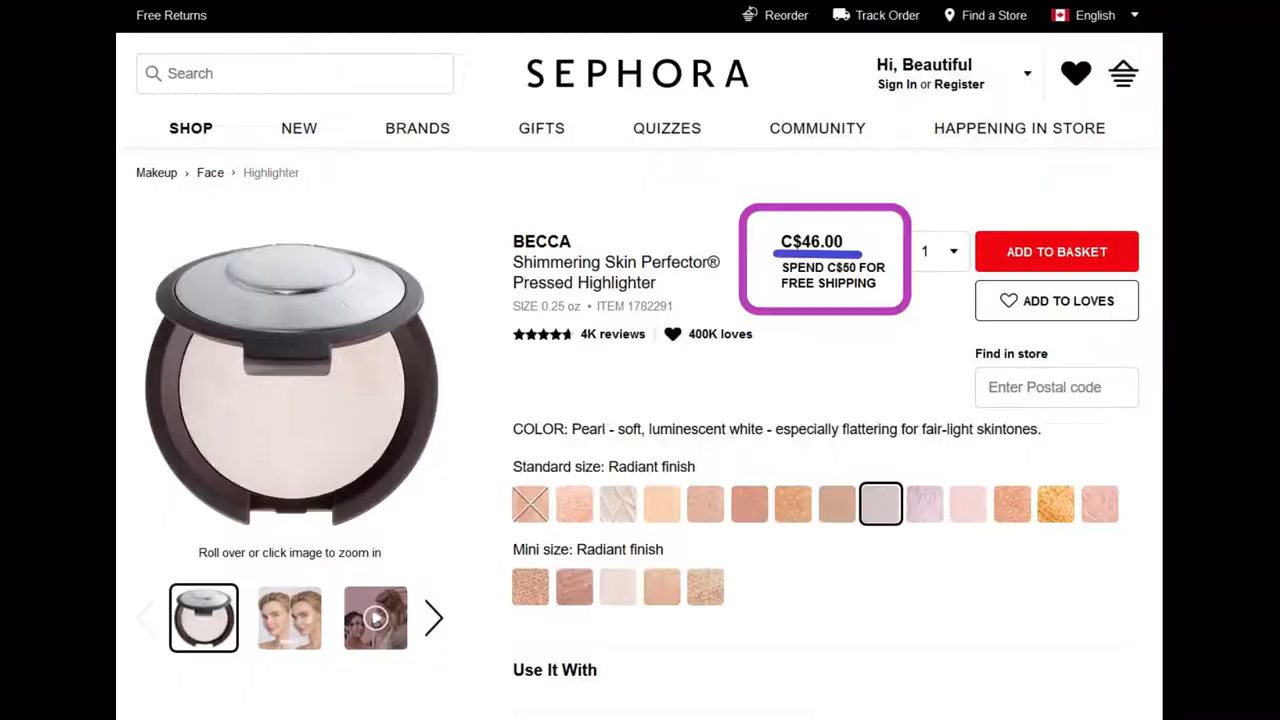 Free Returns
Reorder
Track Order
Find a Store
English
Search
SEPHORA
Hi, Beautiful
Sign In or Register
SHOP
NEW
BRANDS
GIFTS
QUIZZES
COMMUNITY
HAPPENING IN STORE
Makeup › Face › Highlighter
BECCA
Shimmering Skin Perfector®
Pressed Highlighter
SIZE 0.25 oz • ITEM 1782291
4K reviews
400K loves
C$46.00
SPEND C$50 FOR
FREE SHIPPING
1
ADD TO BASKET
ADD TO LOVES
Find in store
Enter Postal code
COLOR: Pearl - soft, luminescent white - especially flattering for fair-light skintones.
Standard size: Radiant finish
Mini size: Radiant finish
Roll over or click image to zoom in
Use It With